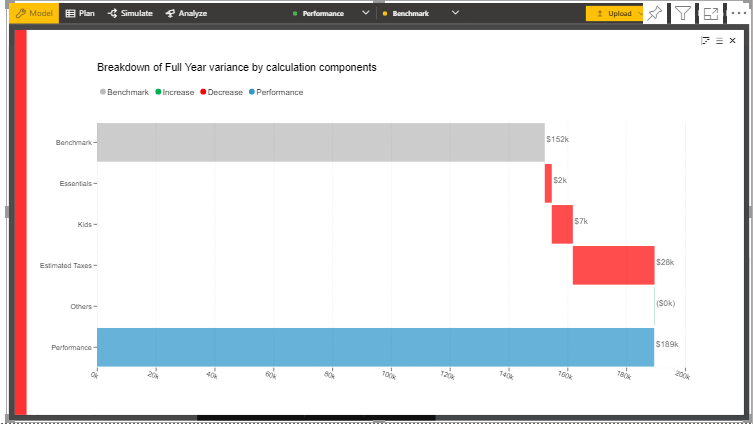 Model Plan Simulate Analyze Performance Benchmark Upload
Breakdown of Full Year variance by calculation components
Benchmark Increase Decrease Performance
Benchmark $152k
Essentials $2k
Kids $7k
Estimated Taxes $28k
Others ($0k)
Performance $189k
0k 20k 40k 60k 80k 100k 120k 140k 160k 180k 200k